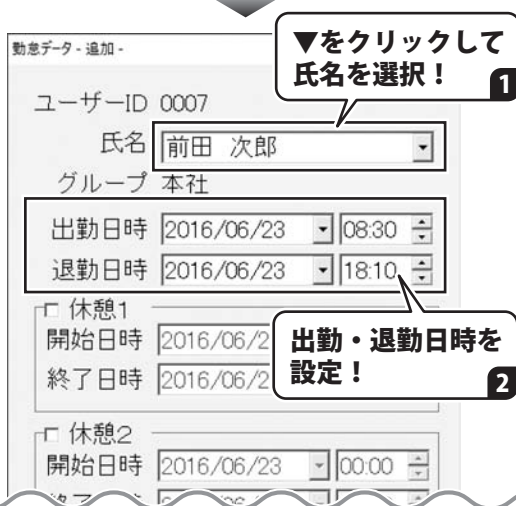 勤怠データ - 追加 -
▼をクリックして
氏名を選択！
1
ユーザーID 0007
氏名 前田 次郎
グループ 本社
出勤日時 2016/06/23 08:30
退勤日時 2016/06/23 18:10
休憩1
開始日時 2016/06/2
終了日時 2016/06/2
出勤・退勤日時を
設定！
2
休憩2
開始日時 2016/06/23 00:00